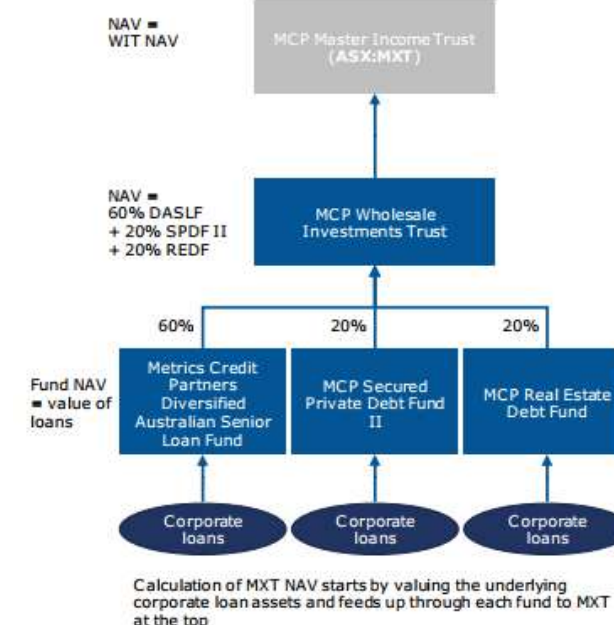 NAV =
WIT NAV
MCP Master Income Trust
(ASX:MXT)
NAV =
60% DASLF
+ 20% SPDF II
+ 20% REDF
MCP Wholesale
Investments Trust
60%
20%
20%
Fund NAV
= value of
loans
Metrics Credit
Partners
Diversified
Australian Senior
Loan Fund
MCP Secured
Private Debt Fund
II
MCP Real Estate
Debt Fund
Corporate
loans
Corporate
loans
Corporate
loans
Calculation of MXT NAV starts by valuing the underlying
corporate loan assets and feeds up through each fund to MXT
at the top